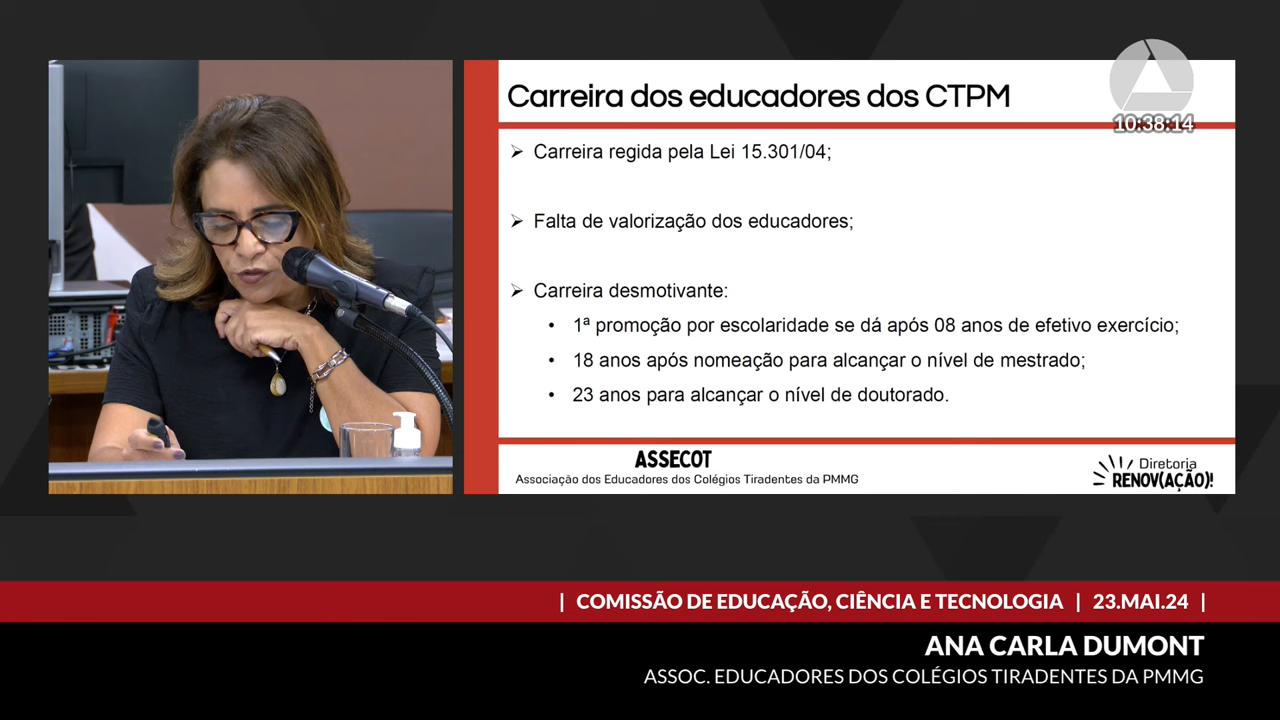 Carreira dos educadores dos CTPM
10:38:14
➢ Carreira regida pela Lei 15.301/04;
➢ Falta de valorização dos educadores;
➢ Carreira desmotivante:
• 1ª promoção por escolaridade se dá após 08 anos de efetivo exercício;
• 18 anos após nomeação para alcançar o nível de mestrado;
• 23 anos para alcançar o nível de doutorado.
ASSECOT
Associação dos Educadores dos Colégios Tiradentes da PMMG
Diretoria
RENOV(AÇÃO)!
| COMISSÃO DE EDUCAÇÃO, CIÊNCIA E TECNOLOGIA | 23.MAI.24 |
ANA CARLA DUMONT
ASSOC. EDUCADORES DOS COLÉGIOS TIRADENTES DA PMMG